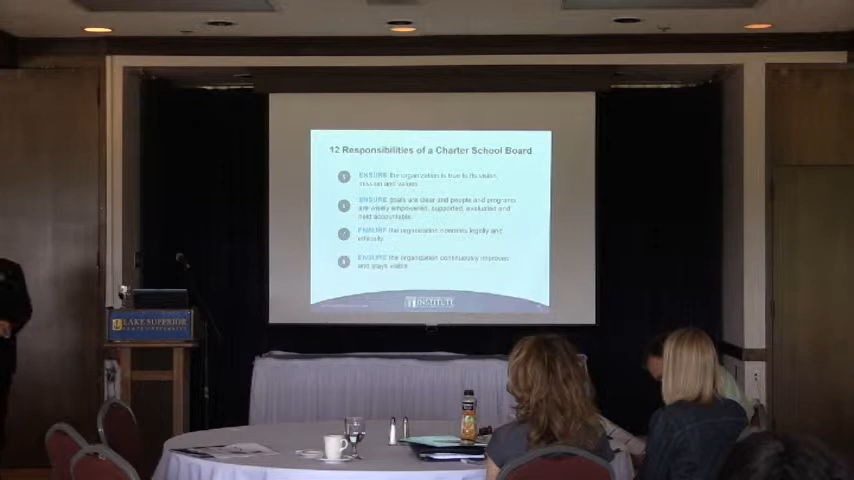 12 Responsibilities of a Charter School Board
ENSURE the organization is true to its vision,
mission and values
ENSURE goals are clear and people and programs
are wisely empowered, supported, evaluated and
held accountable.
ENSURE the organization operates legally and
ethically.
ENSURE the organization continuously improves
and stays viable
INSTITUTE
LAKE SUPERIOR
STATE UNIVERSITY